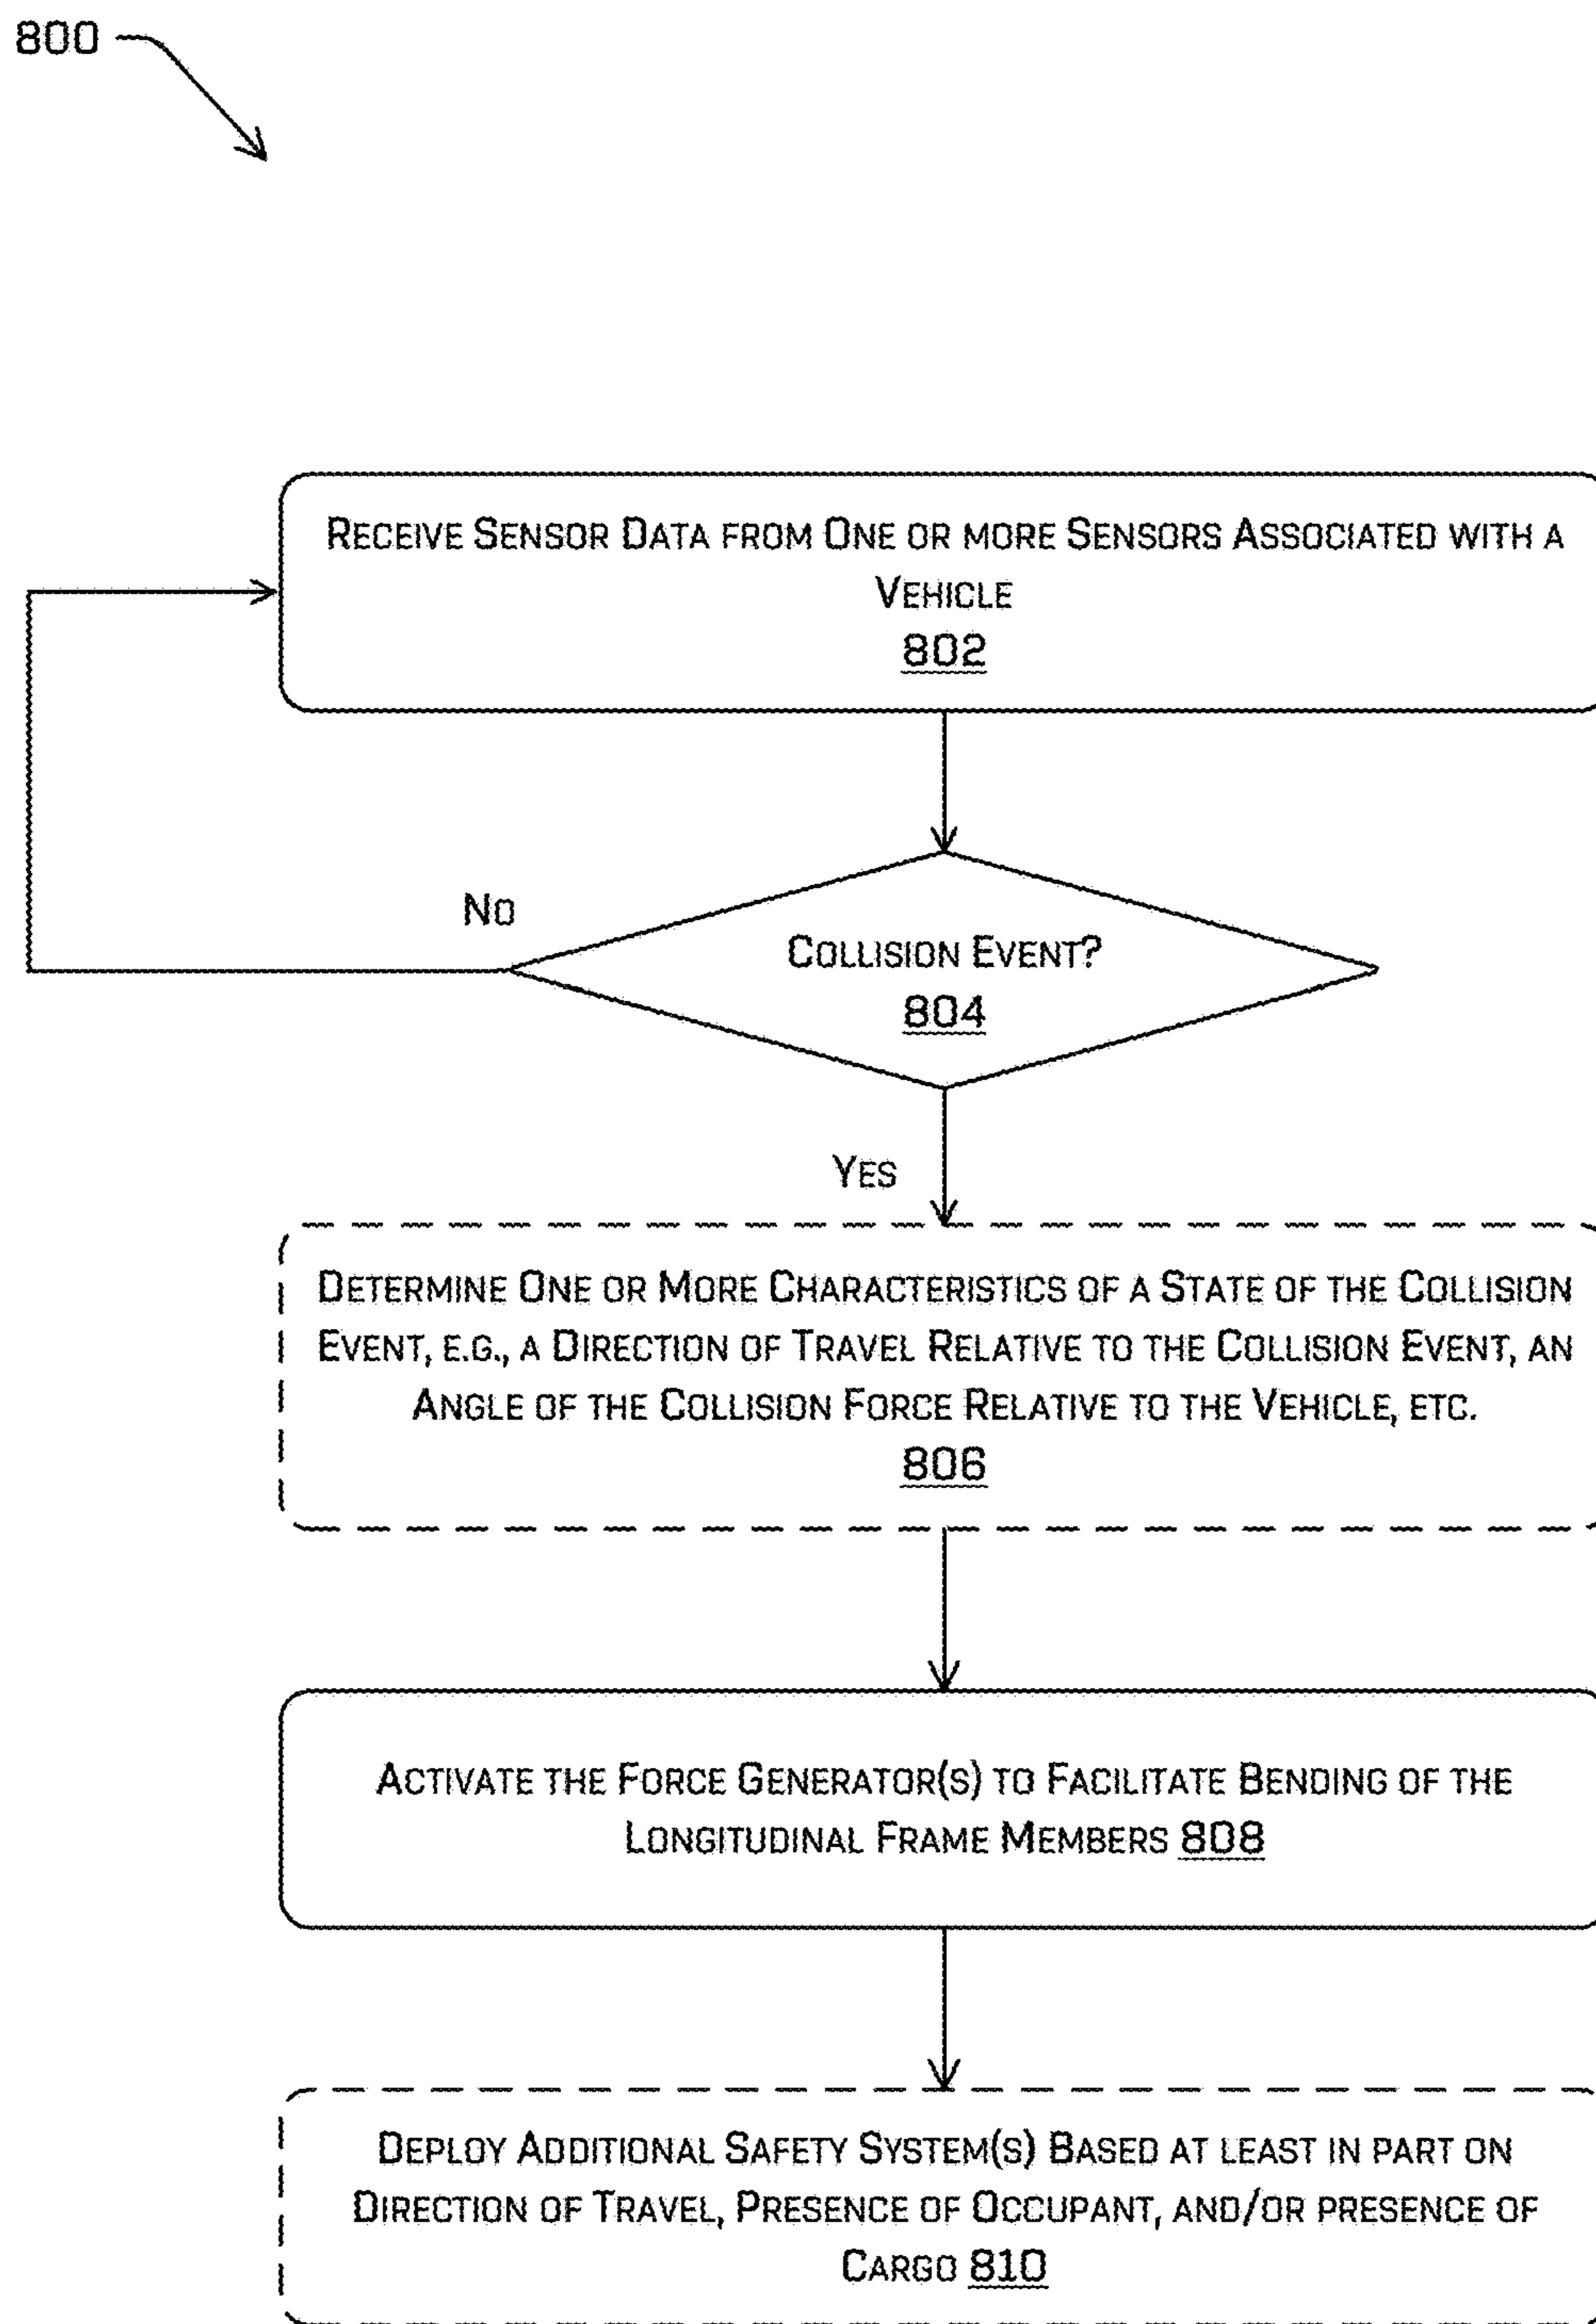 800
Receive Sensor Data from One or more Sensors Associated with a
Vehicle
802
No
Collision Event?
804
Yes
Determine One or More Characteristics of a State of the Collision
Event, e.g., a Direction of Travel Relative to the Collision Event, an
Angle of the Collision Force Relative to the Vehicle, etc.
806
Activate the Force Generator(s) to Facilitate Bending of the
Longitudinal Frame Members 808
Deploy Additional Safety System(s) Based at least in part on
Direction of Travel, Presence of Occupant, and/or presence of
Cargo 810